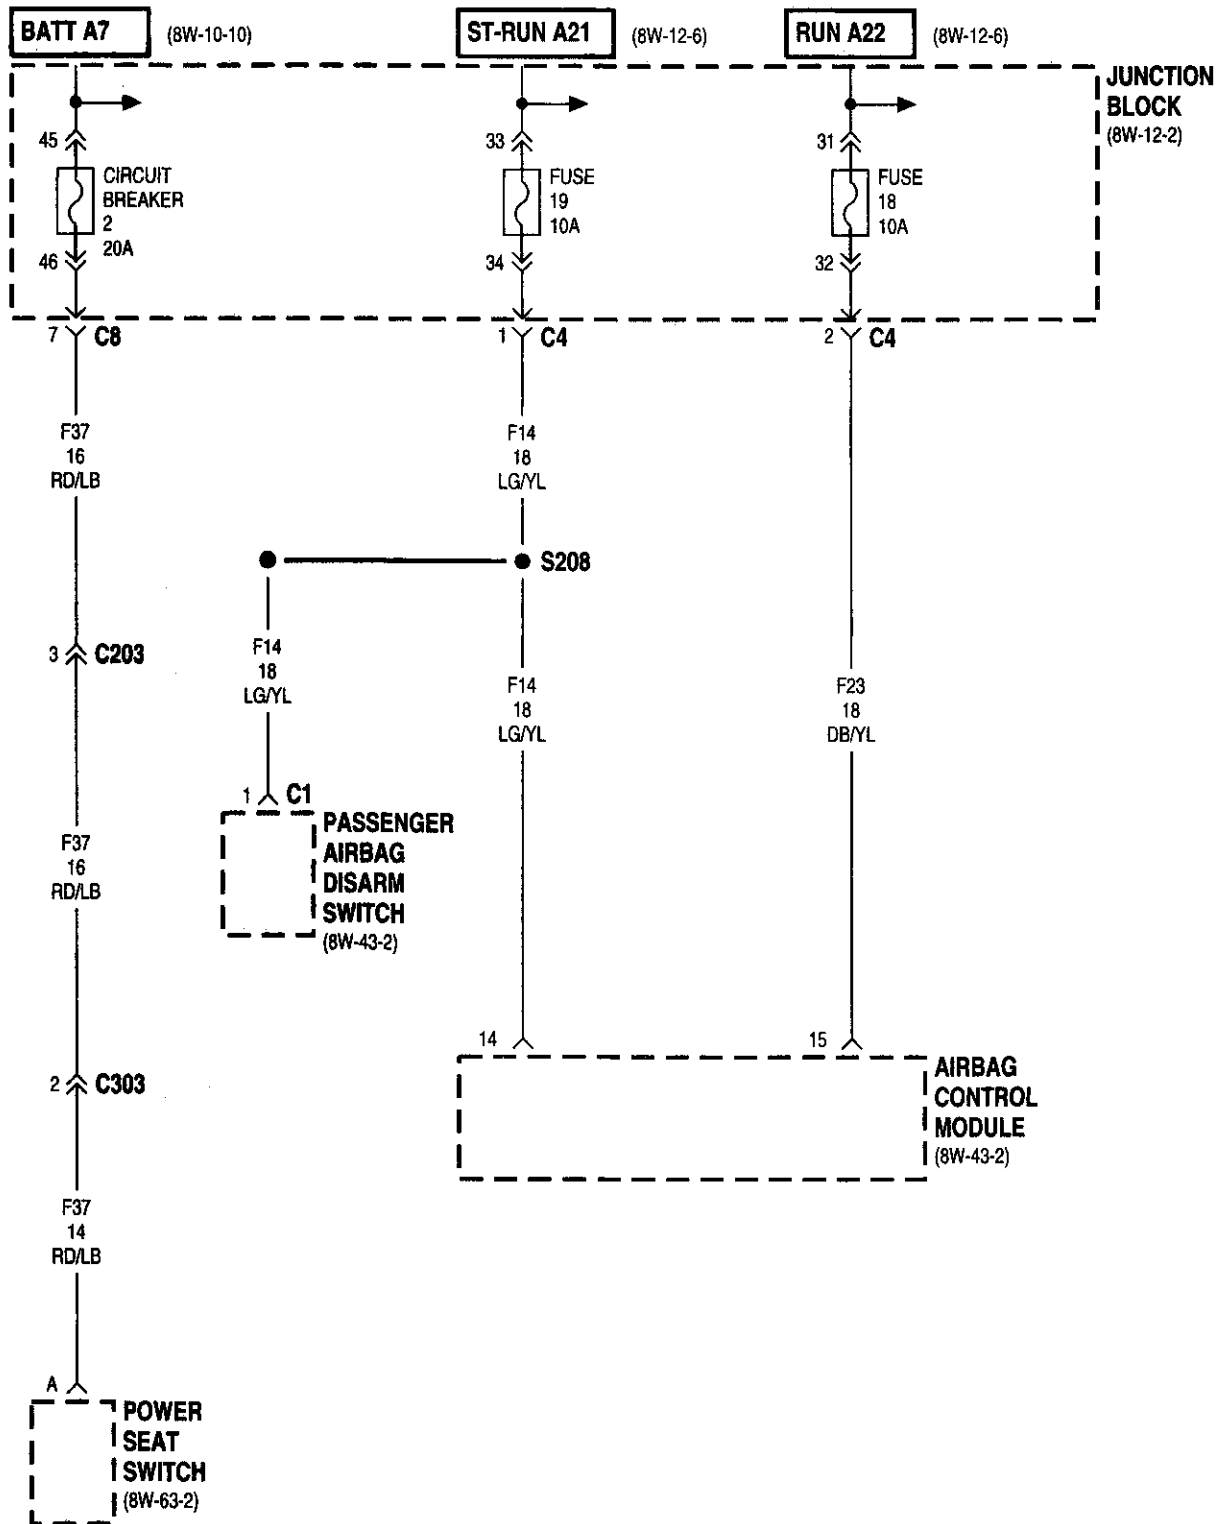 BATT A7 (8W-10-10)
ST-RUN A21 (8W-12-6)
RUN A22 (8W-12-6)
JUNCTION
BLOCK
(8W-12-2)
45
CIRCUIT
BREAKER
2
20A
46
33
FUSE
19
10A
34
31
FUSE
18
10A
32
7 C8
1 C4
2 C4
F37
16
RD/LB
F14
18
LG/YL
S208
3 C203
F14
18
LG/YL
F14
18
LG/YL
F23
18
DB/YL
1 C1
PASSENGER
AIRBAG
DISARM
SWITCH
(8W-43-2)
F37
16
RD/LB
14
15
AIRBAG
CONTROL
MODULE
(8W-43-2)
2 C303
F37
14
RD/LB
A
POWER
SEAT
SWITCH
(8W-63-2)